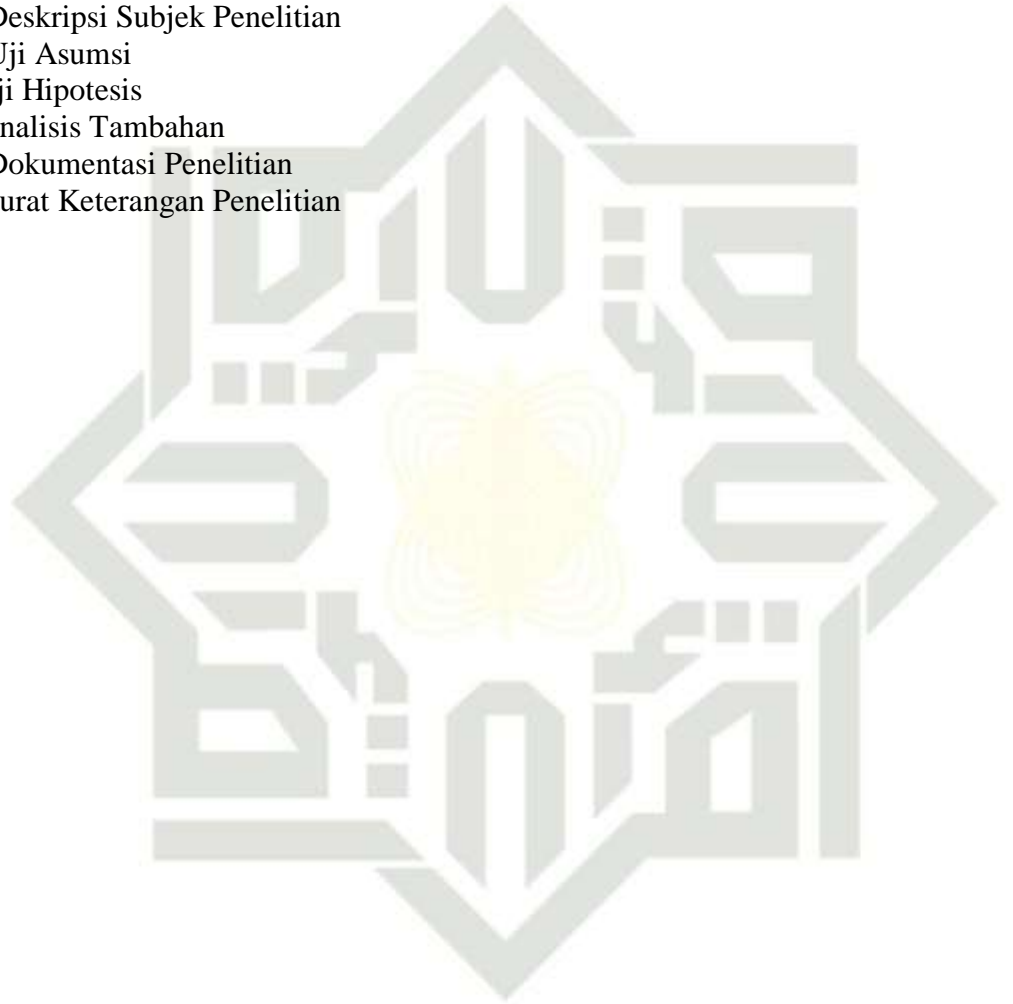 Deskripsi Subjek Penelitian
Uji Asumsi
ji Hipotesis
nalisis Tambahan
Dokumentasi Penelitian
urat Keterangan Penelitian